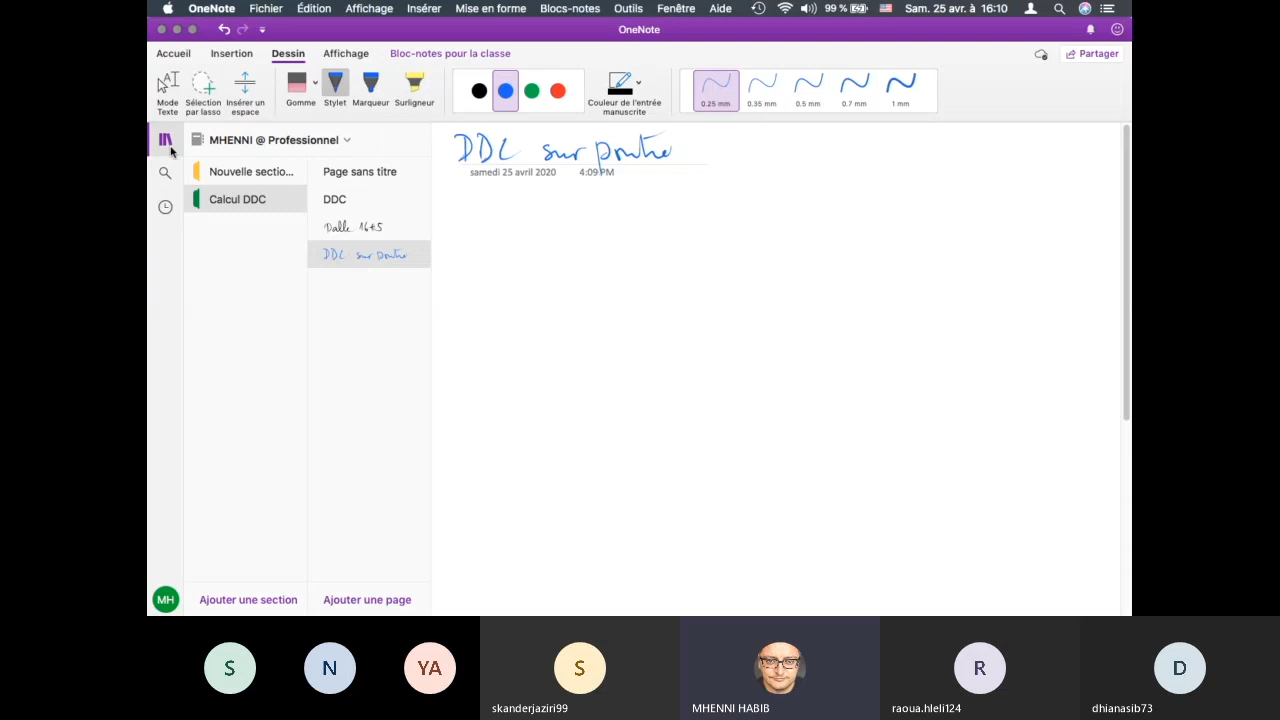 OneNote Fichier Édition Affichage Insérer Mise en forme Blocs-notes Outils Fenêtre Aide 99 % Sam. 25 avr. à 16:10
OneNote
Accueil Insertion Dessin Affichage Bloc-notes pour la classe Partager
Mode Texte
Sélection par lasso
Insérer un espace
Gomme
Stylet
Marqueur
Surligneur
Couleur de l'entrée manuscrite
0.25 mm 0.35 mm 0.5 mm 0.7 mm 1 mm
MHENNI @ Professionnel
Nouvelle sectio...
Calcul DDC
Page sans titre
DDC
Dalle 16+5
DDC sur poutre
DDC sur poutre
samedi 25 avril 2020 4:09 PM
MH
Ajouter une section
Ajouter une page
S
N
YA
S
R
D
skanderjaziri99
MHENNI HABIB
raoua.hleli124
dhianasib73